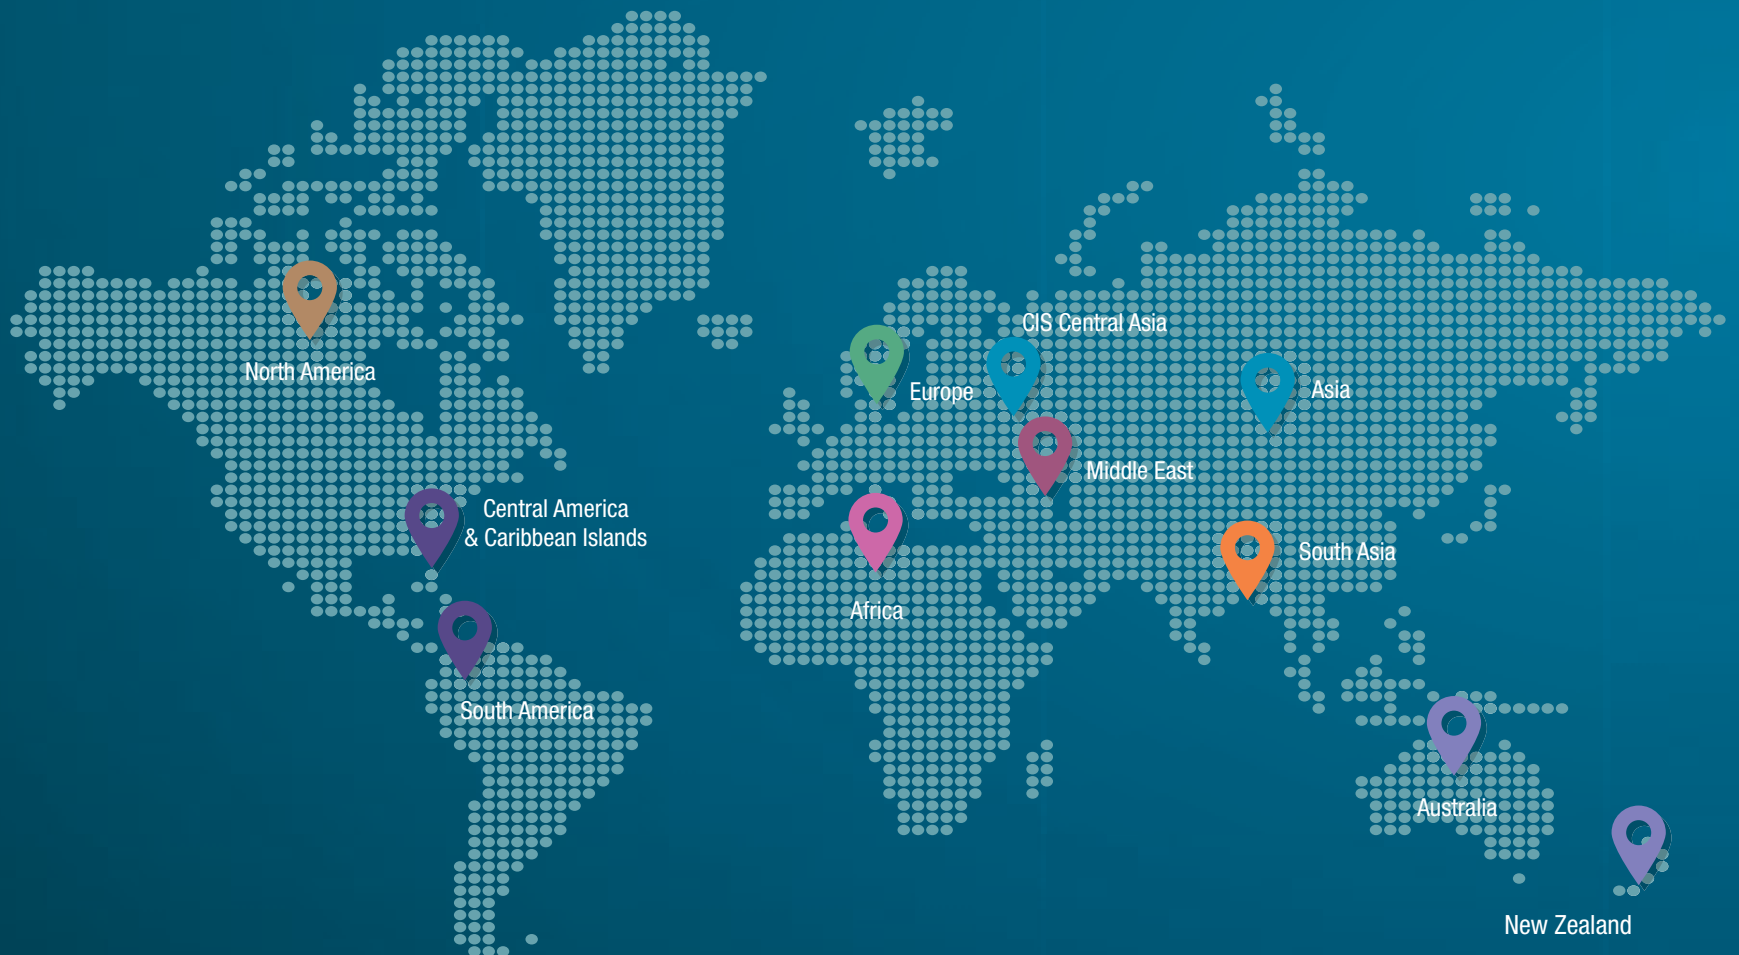 CIS Central Asia
North America
Europe
Asia
Middle East
Central America
& Caribbean Islands
South Asia
Africa
South America
Australia
New Zealand